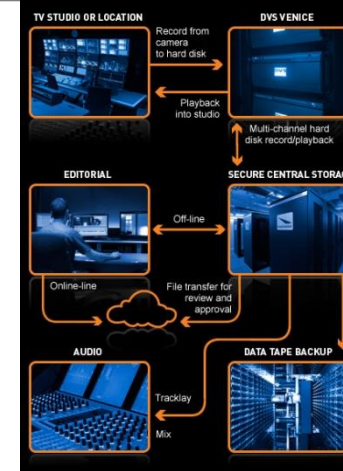 TV STUDIO OR LOCATION
DVS VENICE
Record from
camera
to hard disk
Playback
into studio
Multi-channel hard
disk record/playback
EDITORIAL
SECURE CENTRAL STORAG
Off-line
Online-line
File transfer for
review and
approval
AUDIO
DATA TAPE BACKUP
Tracklay
Mix